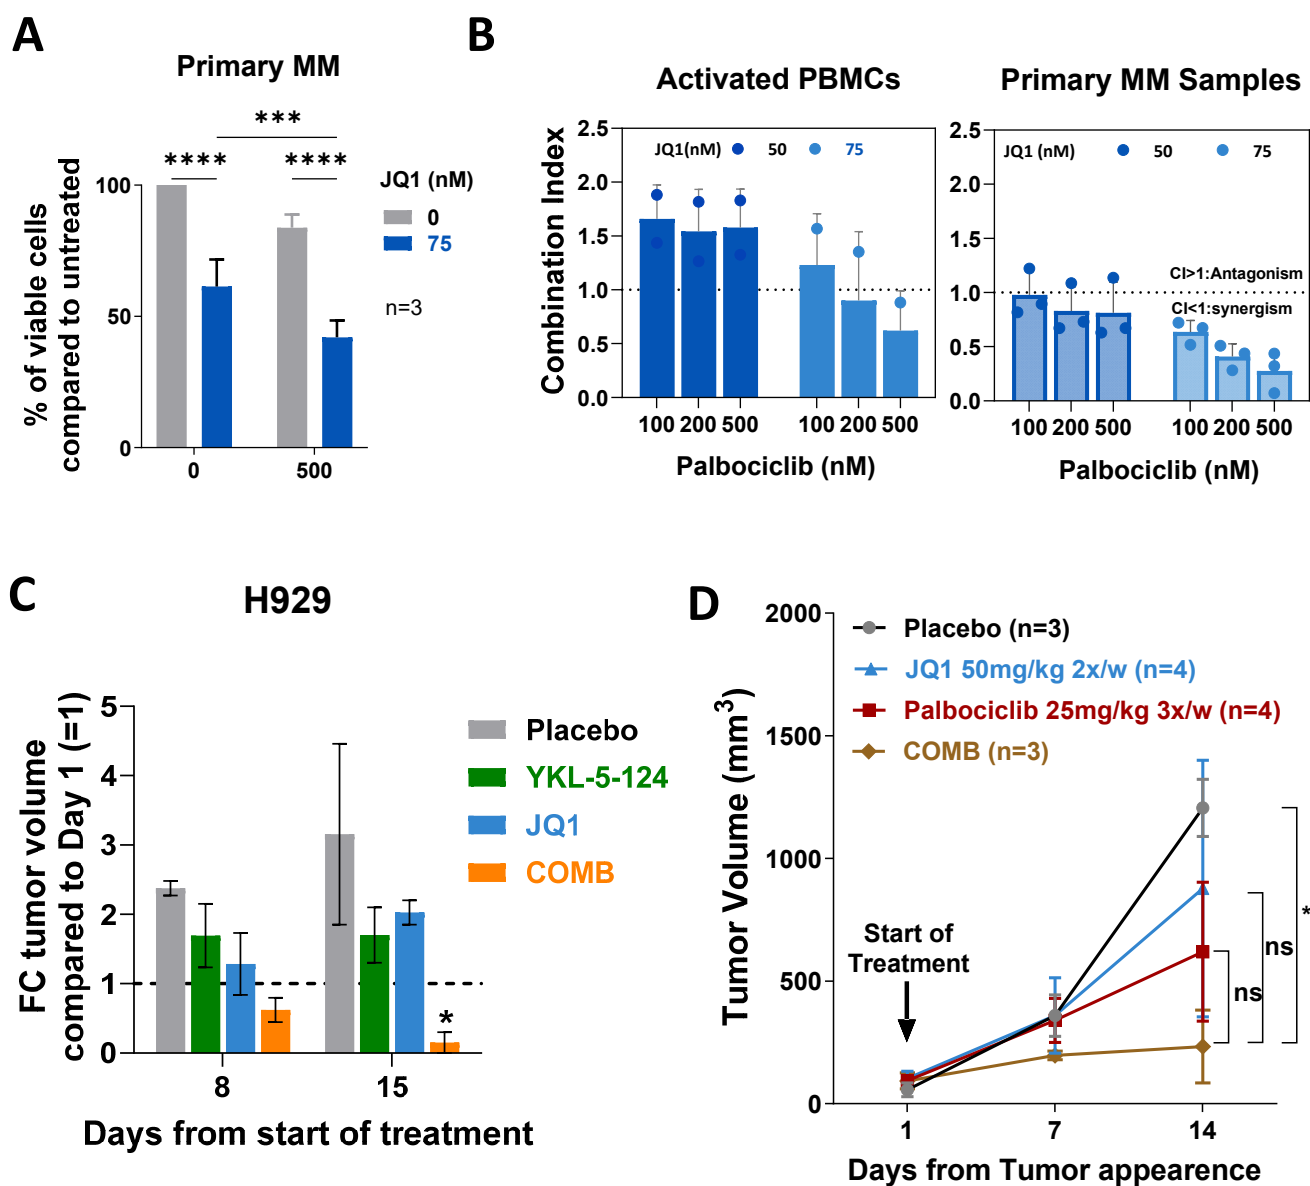 A
Primary MM
***
**** ****
% of viable cells
compared to untreated
100
50
0
0 500
JQ1 (nM)
0
75
n=3
B
Activated PBMCs
Combination Index
2.5
2.0
1.5
1.0
0.5
0.0
JQ1(nM) 50 75
100 200 500 100 200 500
Palbociclib (nM)
Primary MM Samples
2.5
2.0
1.5
1.0
0.5
0.0
JQ1 (nM) 50 75
CI>1:Antagonism
CI<1:synergism
100 200 500 100 200 500
Palbociclib (nM)
C
H929
FC tumor volume
compared to Day 1 (=1)
5
4
3
2
1
0
*
8 15
Days from start of treatment
Placebo
YKL-5-124
JQ1
COMB
D
Tumor Volume (mm3)
2000
1500
1000
500
0
Placebo (n=3)
JQ1 50mg/kg 2x/w (n=4)
Palbociclib 25mg/kg 3x/w (n=4)
COMB (n=3)
Start of
Treatment
ns
ns
*
1 7 14
Days from Tumor appearence